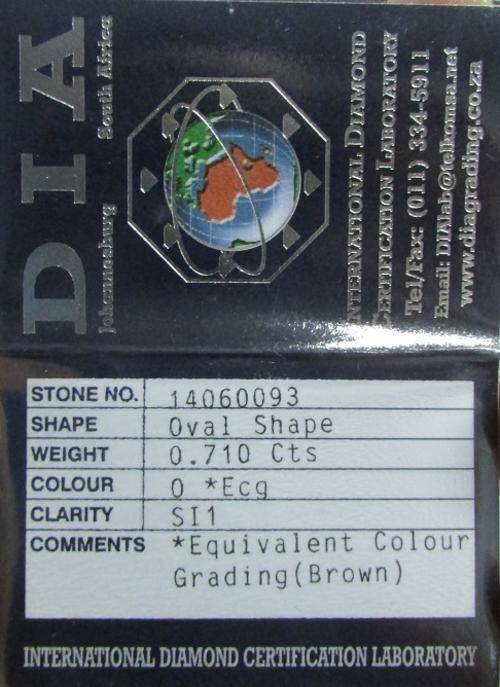 DIA
Johannesburg South Africa
INTERNATIONAL DIAMOND
CERTIFICATION LABORATORY
Tel/Fax: (011) 334-5911
Email: DIAlab@telkomsa.net
www.diagrading.co.za
STONE NO. 14060093
SHAPE Oval Shape
WEIGHT 0.710 Cts
COLOUR O *Ecg
CLARITY SI1
COMMENTS *Equivalent Colour
Grading(Brown)
INTERNATIONAL DIAMOND CERTIFICATION LABORATORY